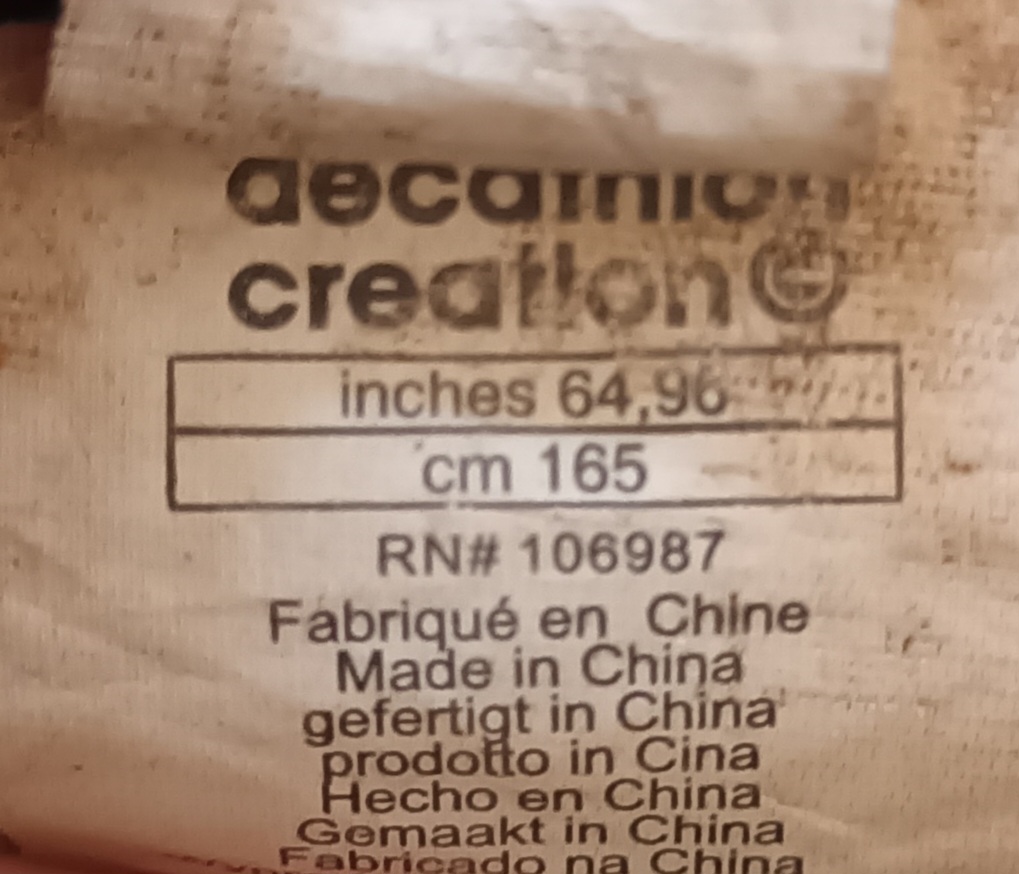 decathlon
creation
inches 64,96
cm 165
RN# 106987
Fabriqué en Chine
Made in China
gefertigt in China
prodotto in Cina
Hecho en China
Gemaakt in China
Fabricado na China